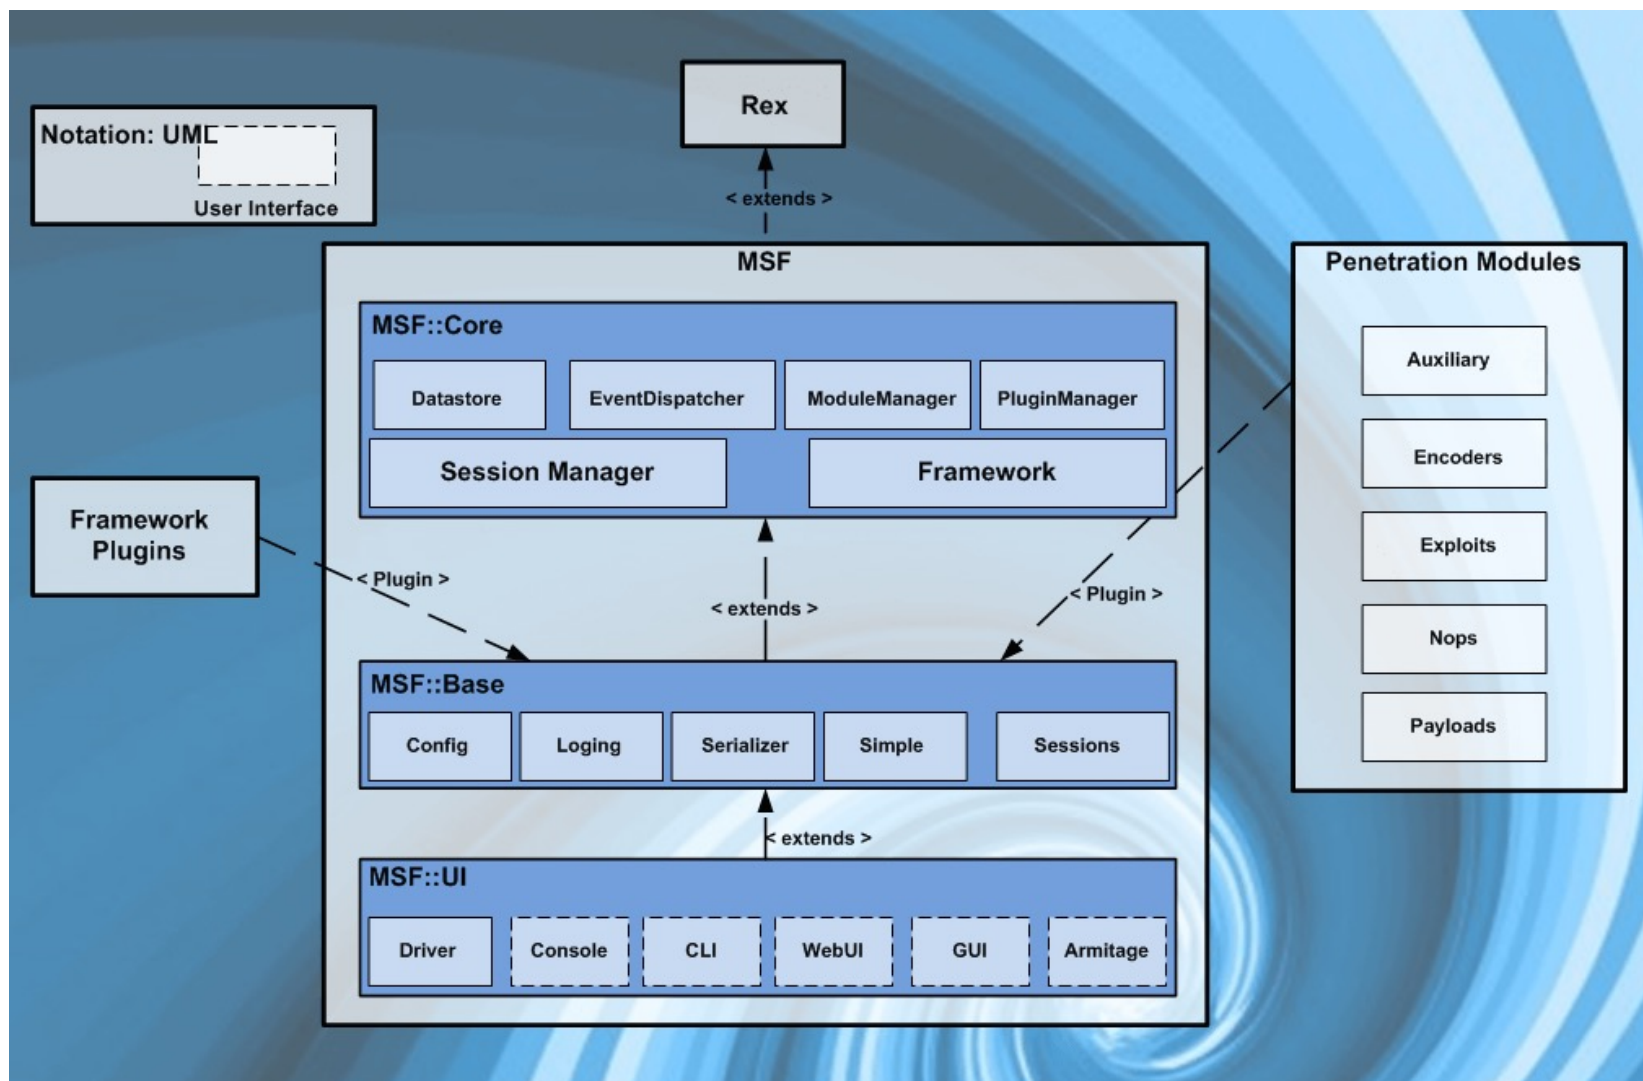 Rex
Notation: UML
User Interface
< extends >
MSF
Penetration Modules
MSF::Core
Datastore
EventDispatcher
ModuleManager
PluginManager
Session Manager
Framework
Auxiliary
Encoders
Exploits
Nops
Payloads
Framework
Plugins
< Plugin >
< extends >
< Plugin >
MSF::Base
Config
Loging
Serializer
Simple
Sessions
< extends >
MSF::UI
Driver
Console
CLI
WebUI
GUI
Armitage